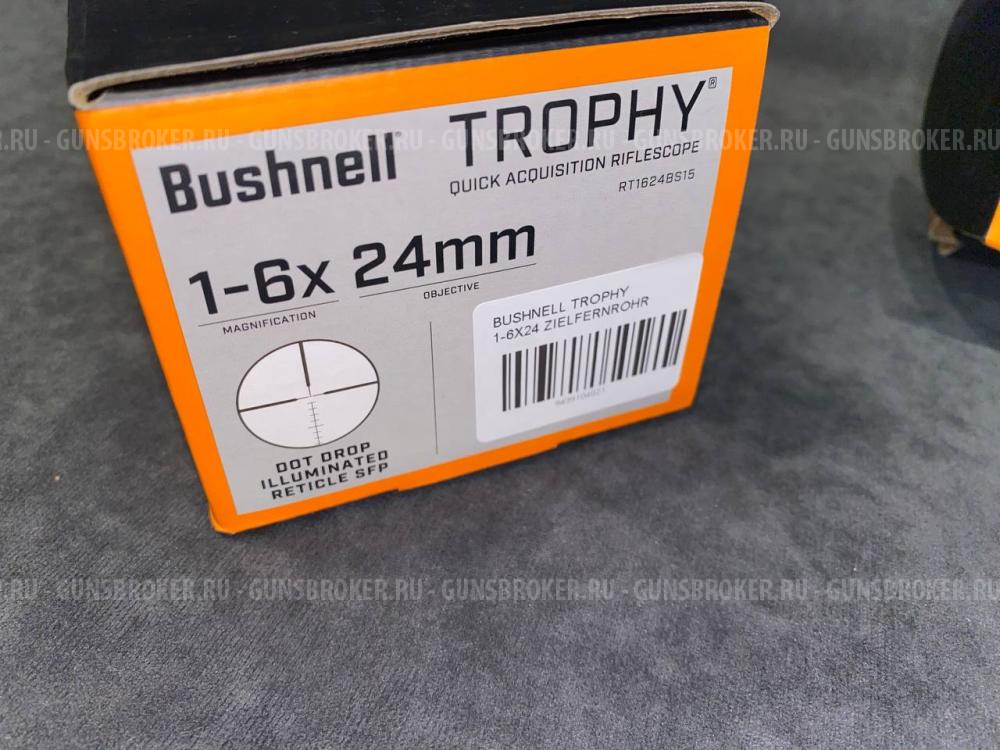 Bushnell
TROPHY®
QUICK ACQUISITION RIFLESCOPE
RT1624BS15
1-6x 24mm
MAGNIFICATION
OBJECTIVE
BUSHNELL TROPHY
1-6X24 ZIELFERNROHR
DOT DROP
ILLUMINATED
RETICLE SFP
GUNSBROKER.RU - GUNSBROKER.RU - GUNSBROKER.RU - GUNSBROKER.RU - GUNSBROKER.RU
GUNSBROKER.RU - GUNSBROKER.RU - GUNSBROKER.RU - GUNSBROKER.RU - GUNSBROKER.RU